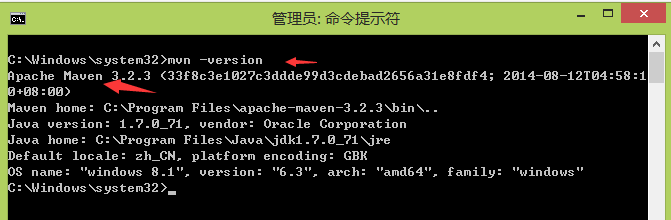 管理员: 命令提示符
C:\Windows\system32>mvn -version
Apache Maven 3.2.3 (33f8c3e1027c3dddde99d3cdebad2656a31e8fdf4; 2014-08-12T04:58:1
0+08:00)
Maven home: C:\Program Files\apache-maven-3.2.3\bin\..
Java version: 1.7.0_71, vendor: Oracle Corporation
Java home: C:\Program Files\Java\jdk1.7.0_71\jre
Default locale: zh_CN, platform encoding: GBK
OS name: "windows 8.1", version: "6.3", arch: "amd64", family: "windows"
C:\Windows\system32>_